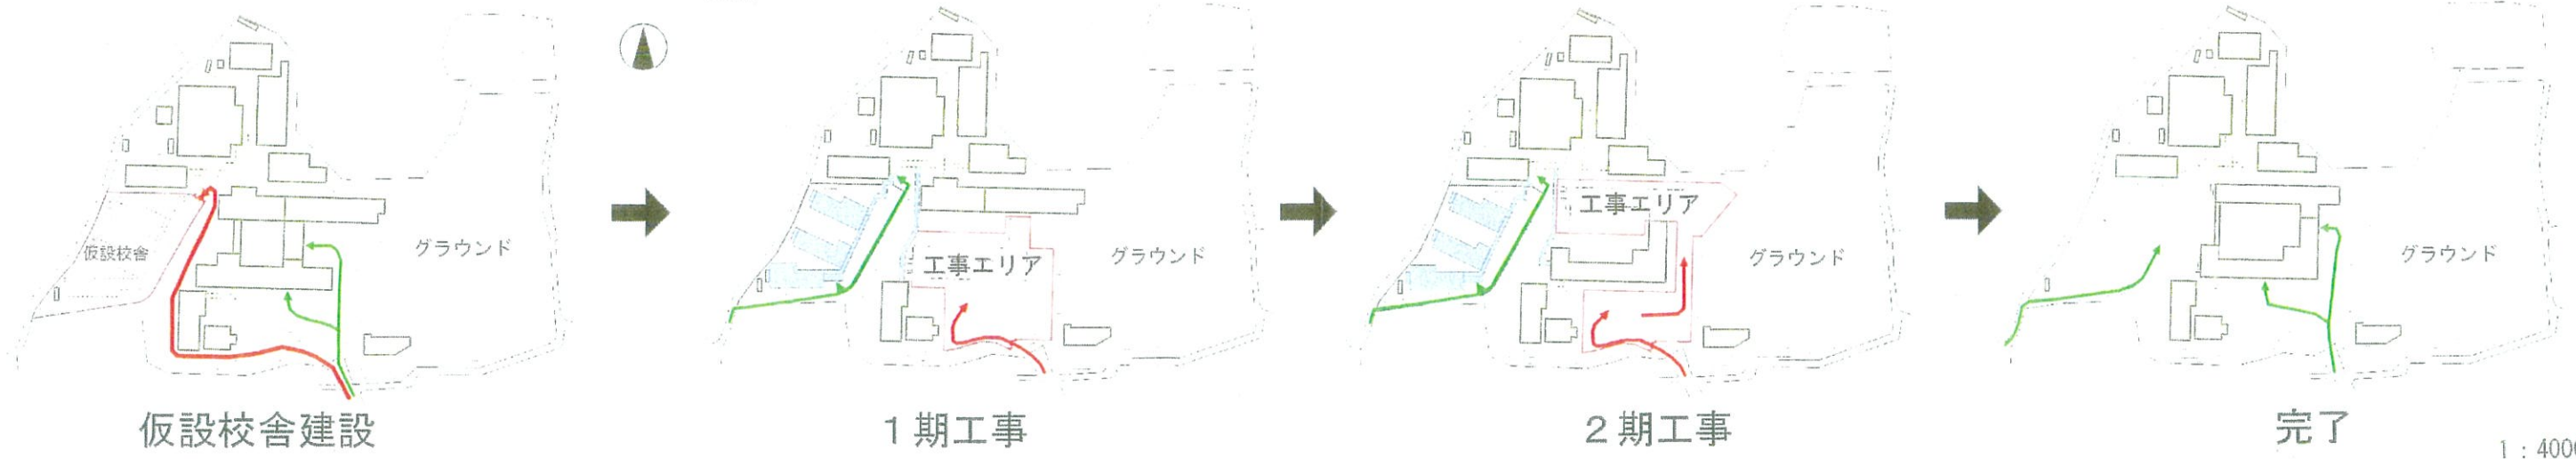 仮設校舎
グラウンド
仮設校舎建設
工事エリア
グラウンド
1期工事
工事エリア
グラウンド
2期工事
グラウンド
完了
1:400